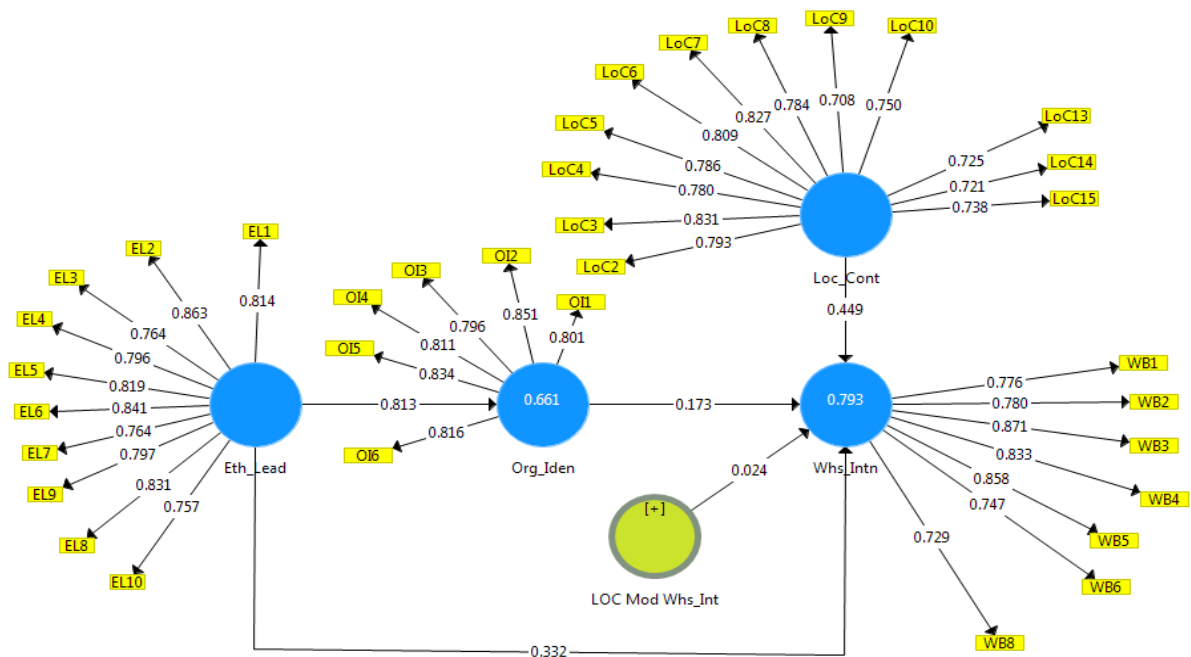 LoC9
LoC8
LoC10
LoC7
LoC6
0.708
0.784
0.750
0.827
LoC5
0.809
LoC13
0.725
LoC4
0.786
LoC14
0.721
0.780
LoC15
0.738
LoC3
0.831
0.793
LoC2
Loc_Cont
0.449
EL1
EL2
EL3
EL4
EL5
EL6
EL7
EL9
EL8
EL10
0.814
0.863
0.764
0.796
0.819
0.841
0.764
0.797
0.831
0.757
Eth_Lead
0.813
OI2
OI3
OI4
OI1
OI5
OI6
0.851
0.796
0.801
0.811
0.834
0.816
0.661
Org_Iden
0.173
0.793
Whs_Intn
WB1
WB2
WB3
WB4
WB5
WB6
WB8
0.776
0.780
0.871
0.833
0.858
0.747
0.729
0.024
[+]
LOC Mod Whs_Int
0.332